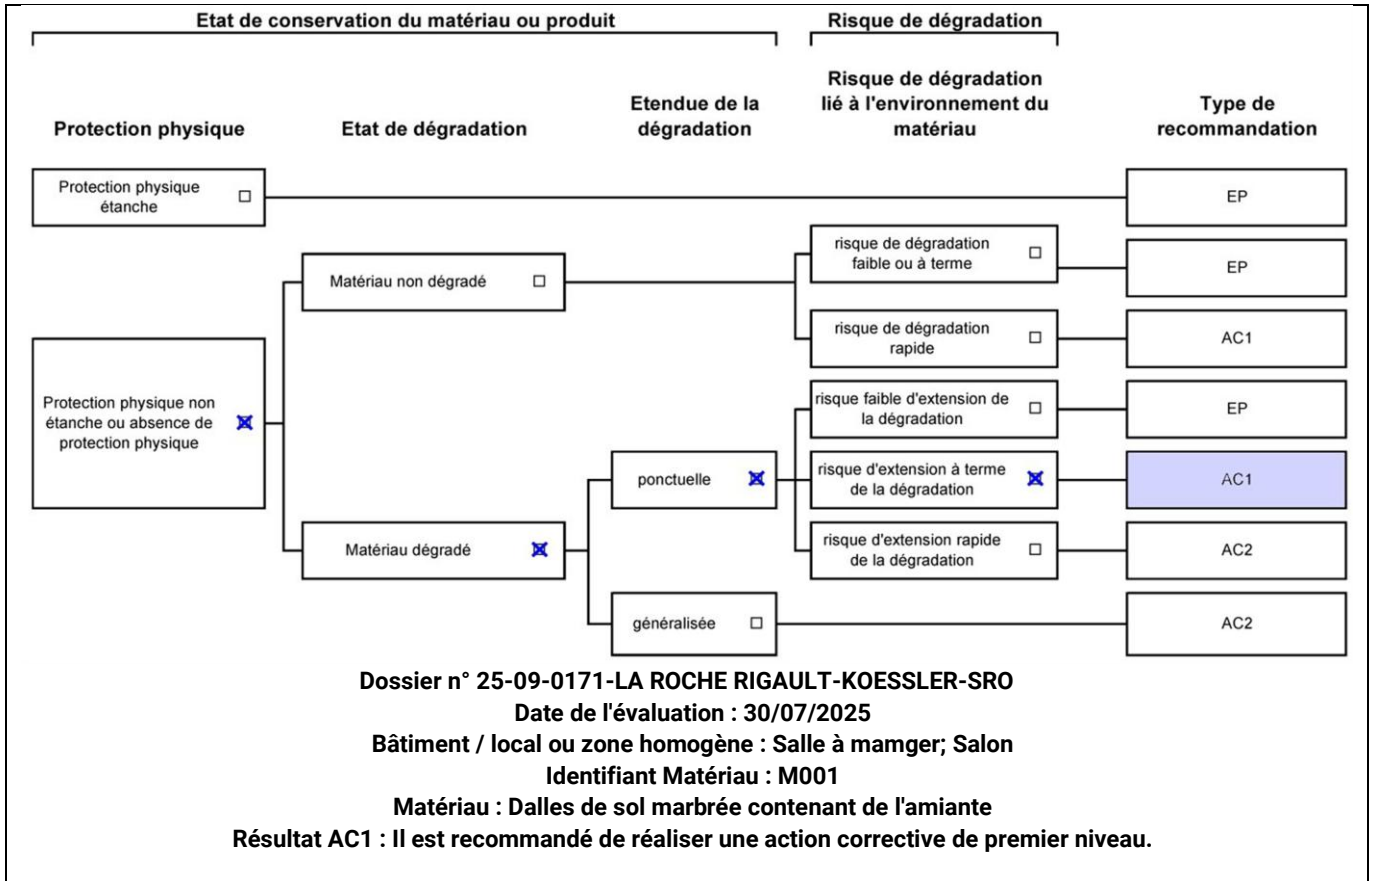 Etat de conservation du matériau ou produit
Risque de dégradation
Protection physique
Etat de dégradation
Etendue de la
dégradation
Risque de dégradation
lié à l'environnement du
matériau
Type de
recommandation
Protection physique
étanche
EP
risque de dégradation
faible ou à terme
EP
Matériau non dégradé
risque de dégradation
rapide
AC1
Protection physique non
étanche ou absence de
protection physique
risque faible d'extension de
la dégradation
EP
ponctuelle
risque d'extension à terme
de la dégradation
AC1
Matériau dégradé
risque d'extension rapide
de la dégradation
AC2
généralisée
AC2
Dossier n° 25-09-0171-LA ROCHE RIGAULT-KOESSLER-SRO
Date de l'évaluation : 30/07/2025
Bâtiment / local ou zone homogène : Salle à mamger; Salon
Identifiant Matériau : M001
Matériau : Dalles de sol marbrée contenant de l'amiante
Résultat AC1 : Il est recommandé de réaliser une action corrective de premier niveau.